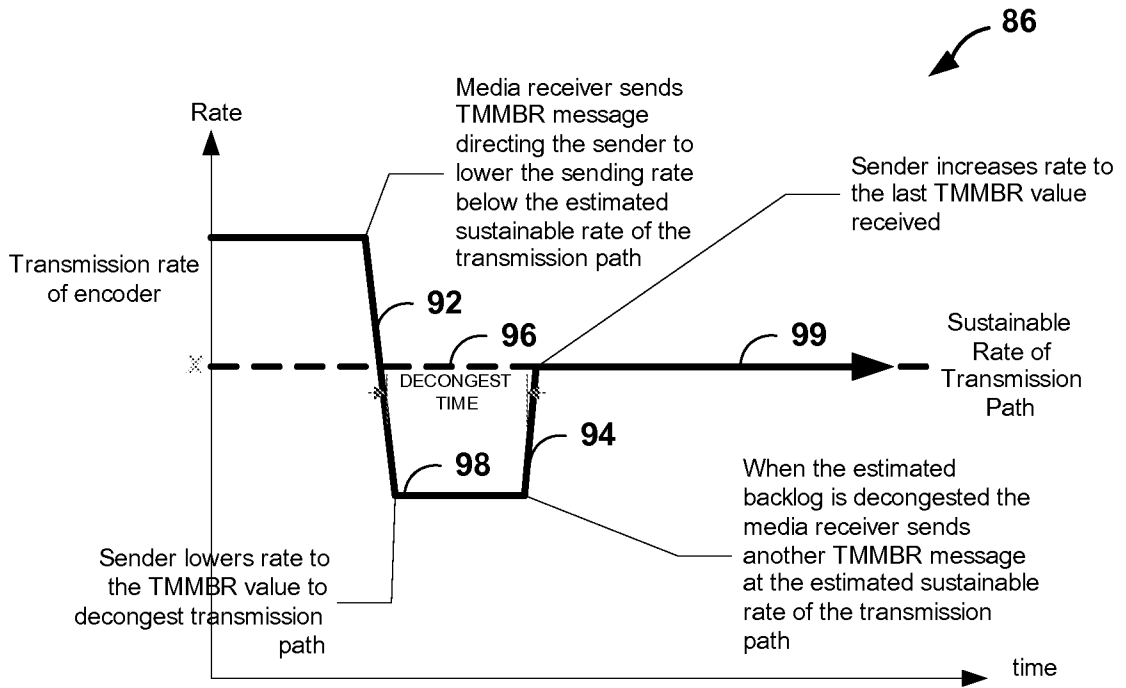 86
Rate
Media receiver sends
TMMBR message
directing the sender to
lower the sending rate
below the estimated
sustainable rate of the
transmission path
Sender increases rate to
the last TMMBR value
received
Transmission rate
of encoder
92
96
99
Sustainable
Rate of
Transmission
Path
X
DECONGEST
TIME
98
94
When the estimated
backlog is decongested the
media receiver sends
another TMMBR message
at the estimated sustainable
rate of the transmission
path
Sender lowers rate to
the TMMBR value to
decongest transmission
path
time